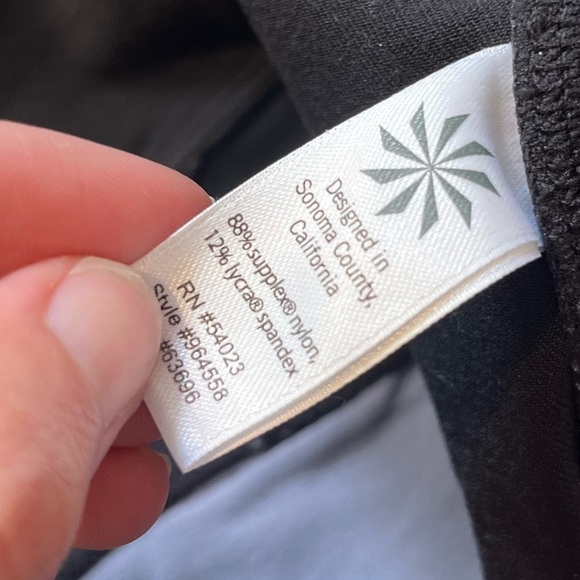 Designed in
Sonoma County,
California
88% supplex® nylon,
12% lycra® spandex
RN #54023
Style #964558
#63696